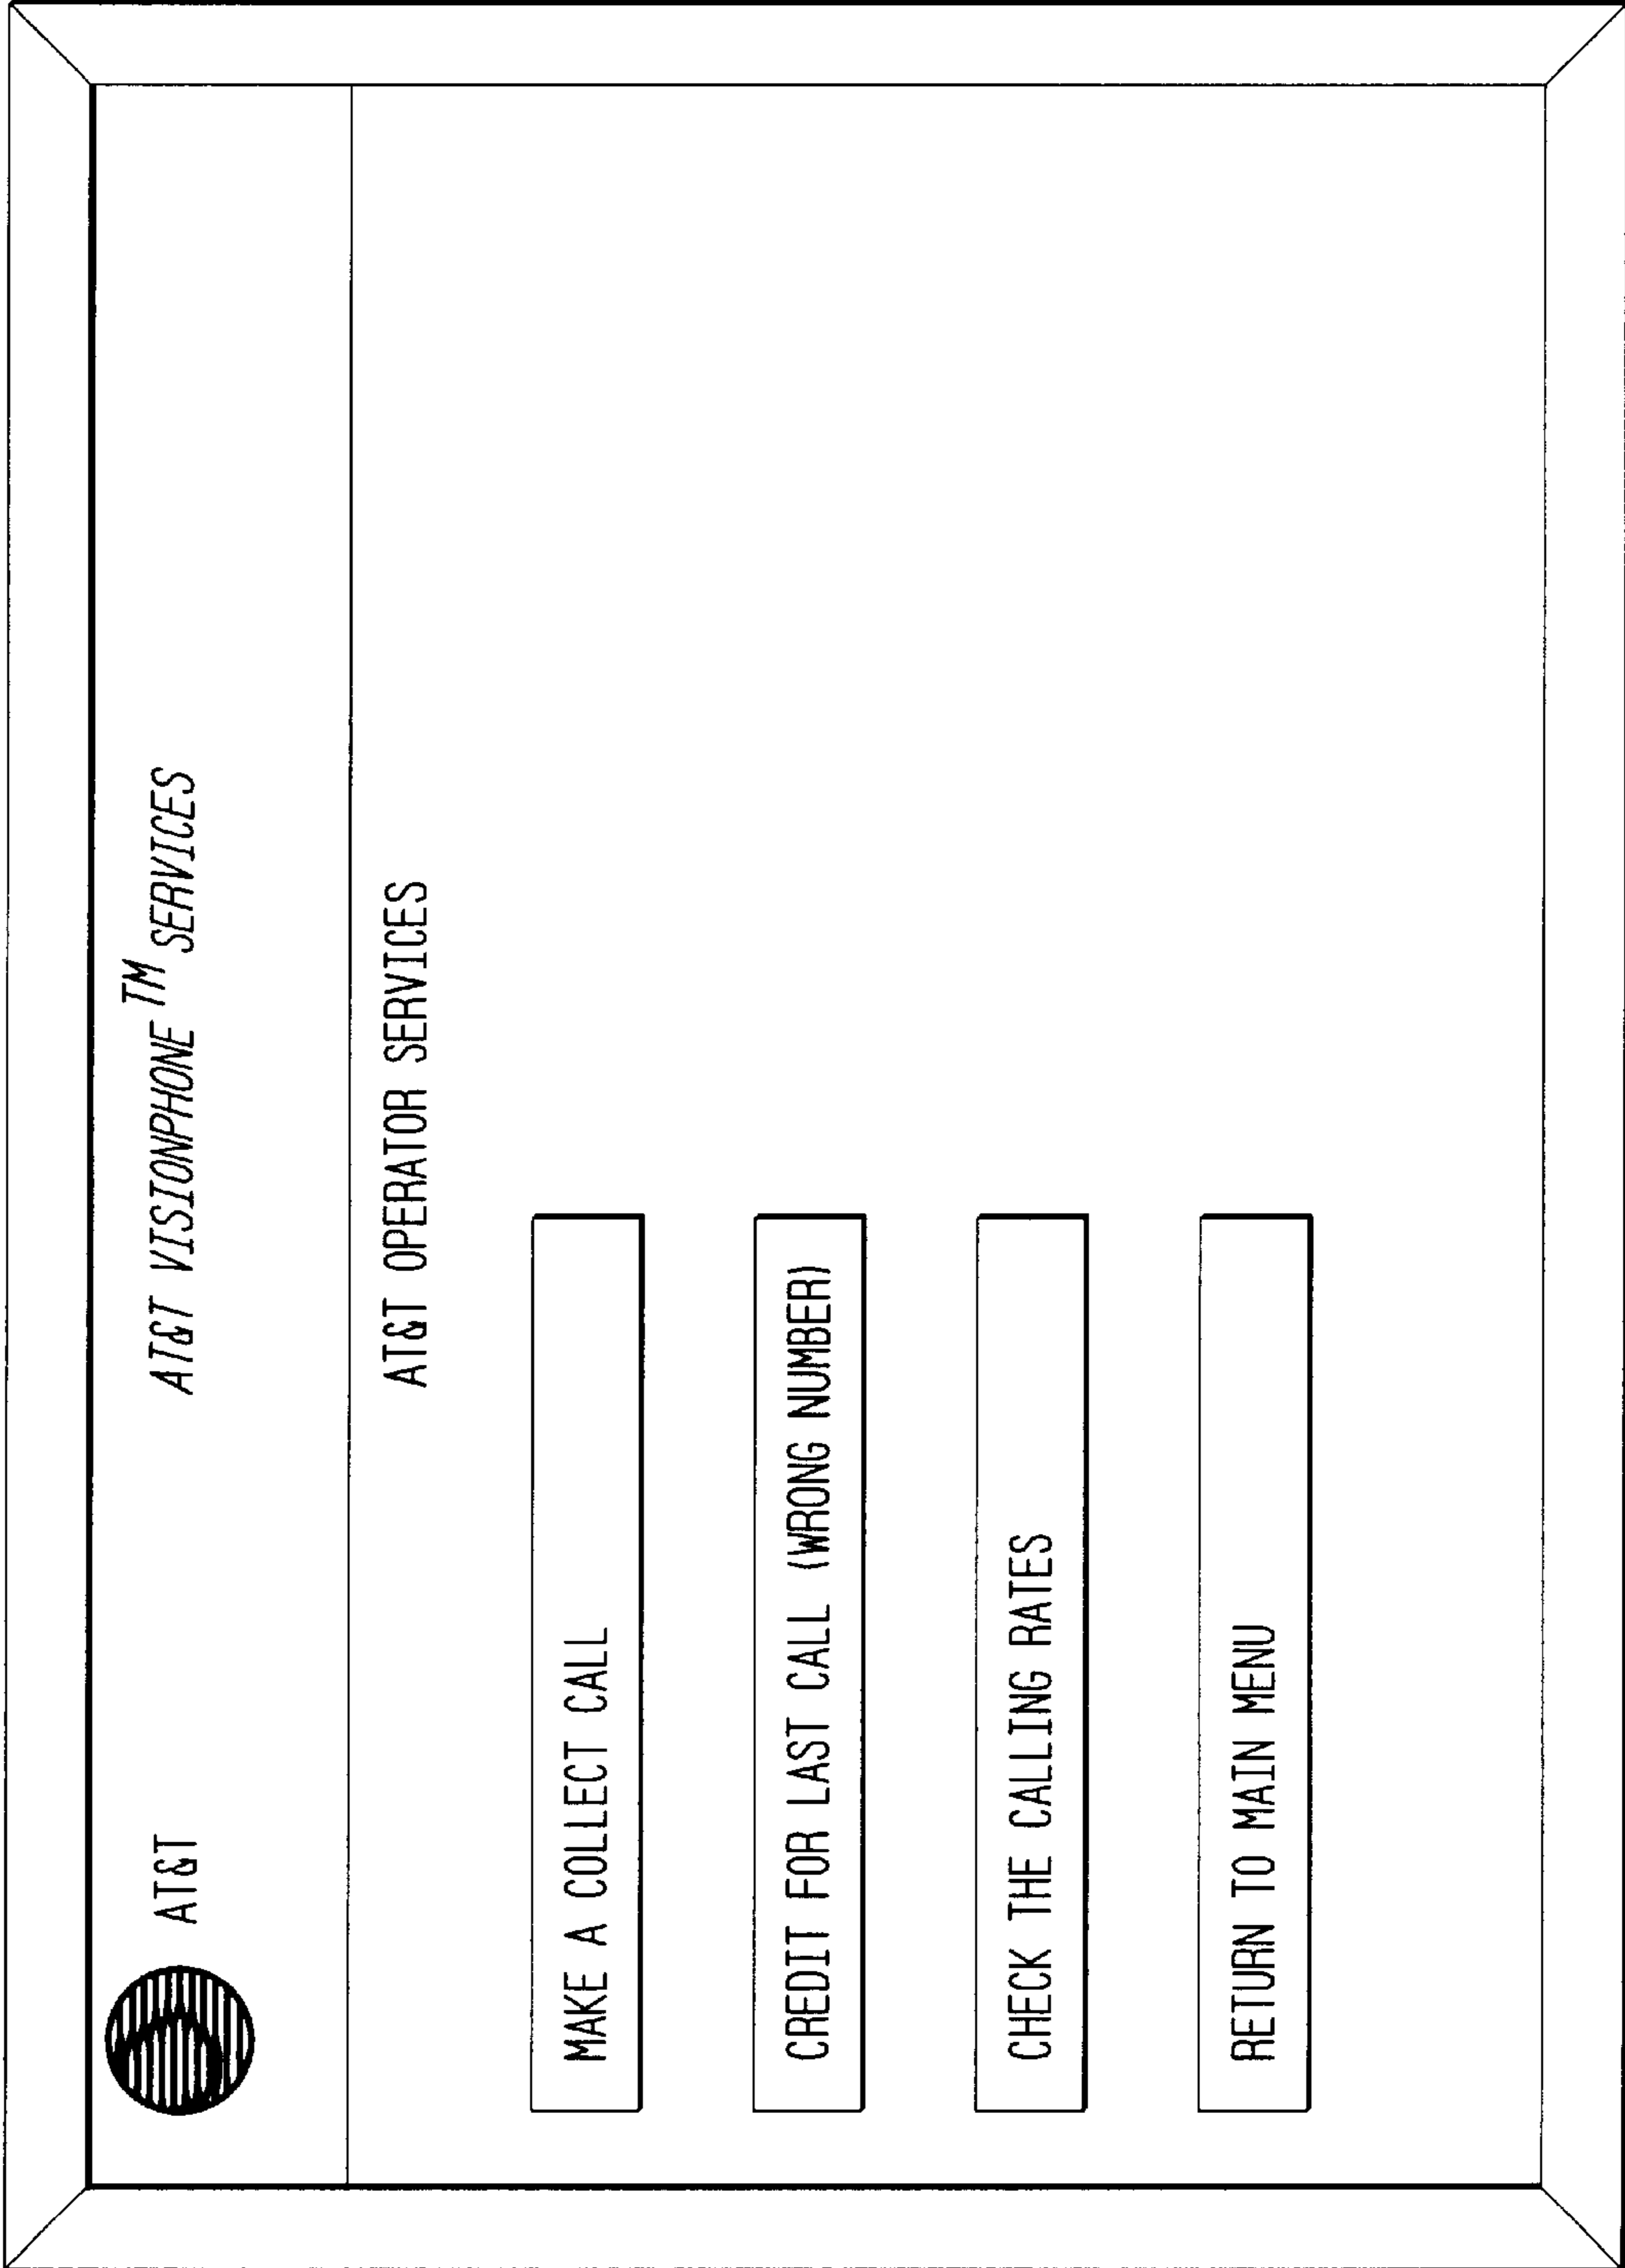 AT&T
AT&T VISIONPHONE TM SERVICES
AT&T OPERATOR SERVICES
MAKE A COLLECT CALL
CREDIT FOR LAST CALL (WRONG NUMBER)
CHECK THE CALLING RATES
RETURN TO MAIN MENU